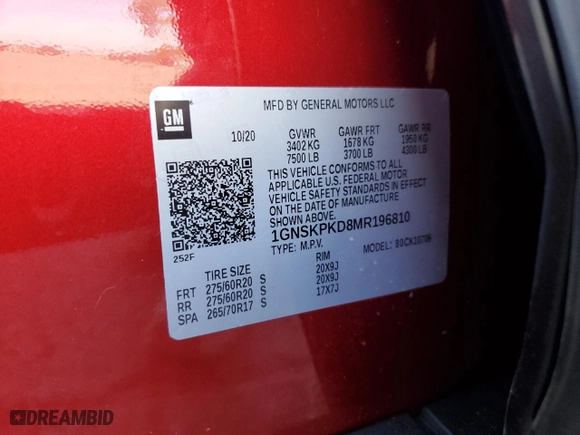 GM
MFD BY GENERAL MOTORS LLC
10/20 GVWR GAWR FRT GAWR RR
3402 KG 1678 KG 1950 KG
7500 LB 3700 LB 4300 LB
THIS VEHICLE CONFORMS TO ALL
APPLICABLE U.S. FEDERAL MOTOR
VEHICLE SAFETY STANDARDS IN EFFECT
ON THE DATE OF MANUFACTURE
SHOWN ABOVE.
1GNSKPKD8MR196810
TYPE: M.P.V. MODEL: 80CK10706
252F
TIRE SIZE RIM
FRT 275/60R20 S 20X9J
RR 275/60R20 S 20X9J
SPA 265/70R17 S 17X7J
DREAMBID